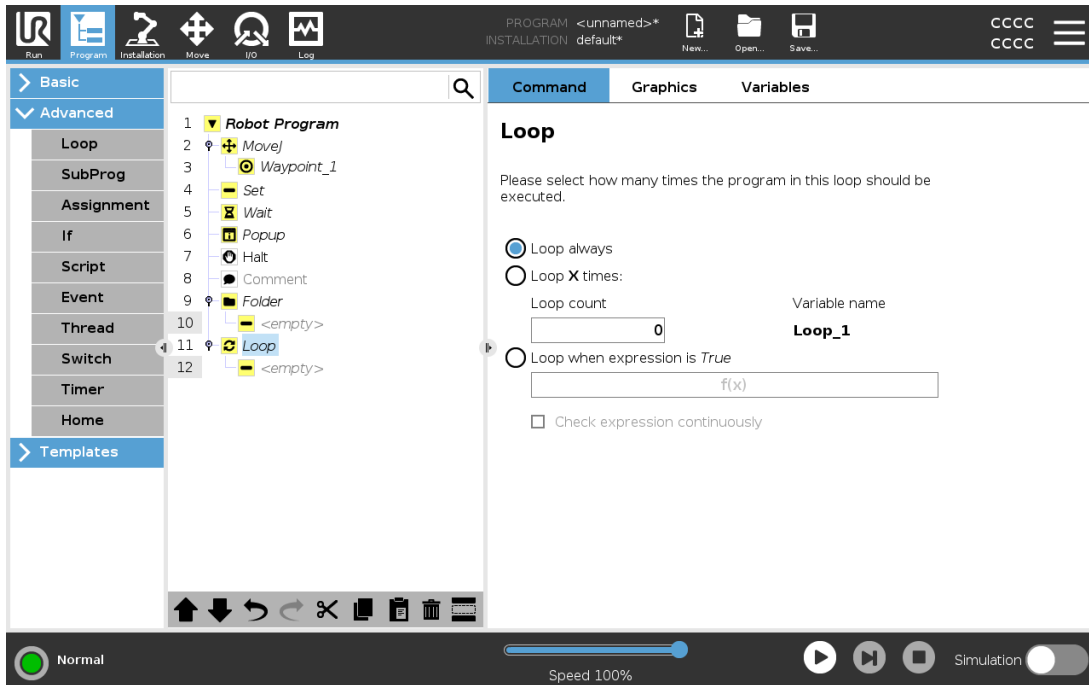 PROGRAM <unnamed>* CCCC
INSTALLATION default* CCCC
Run Program Installation Move I/O Log New... Open... Save...
Basic
Advanced
Loop
SubProg
Assignment
If
Script
Event
Thread
Switch
Timer
Home
Templates
1 Robot Program
2 MoveJ
3 Waypoint_1
4 Set
5 Wait
6 Popup
7 Halt
8 Comment
9 Folder
10 <empty>
11 Loop
12 <empty>
Command Graphics Variables
Loop
Please select how many times the program in this loop should be
executed.
Loop always
Loop X times:
Loop count Variable name
0 Loop_1
Loop when expression is True
f(x)
Check expression continuously
Normal
Speed 100%
Simulation